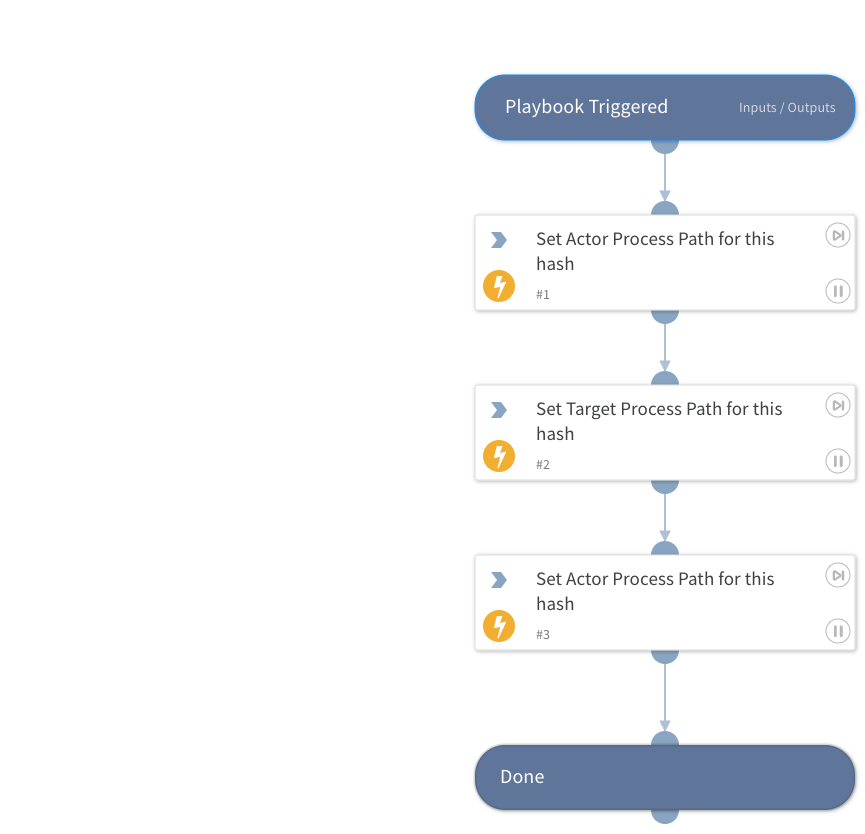 Playbook Triggered
Inputs / Outputs
Set Actor Process Path for this
hash
#1
Set Target Process Path for this
hash
#2
Set Actor Process Path for this
hash
#3
Done